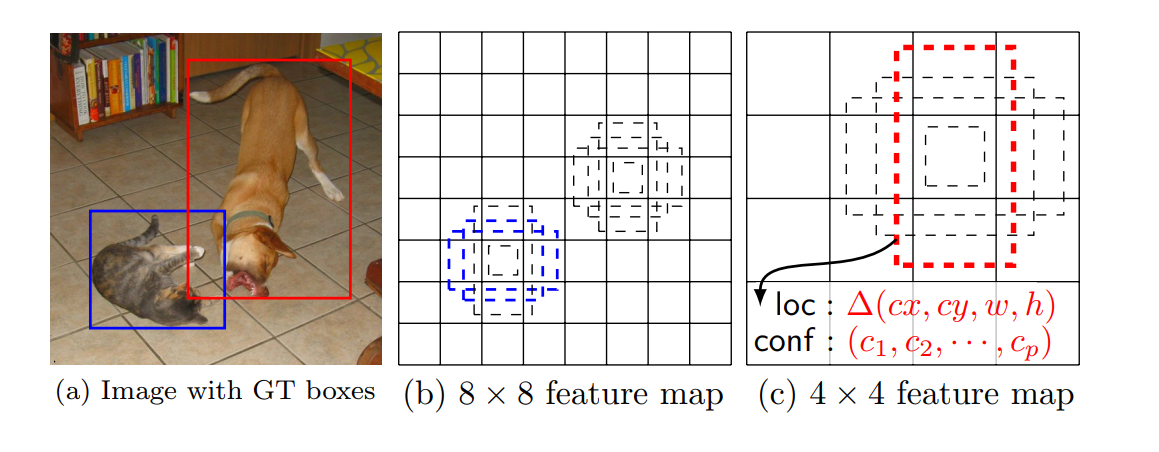 loc : Δ(cx, cy, w, h)
conf : (c₁, c₂, ⋯, cₚ)
(a) Image with GT boxes
(b) 8 × 8 feature map
(c) 4 × 4 feature map